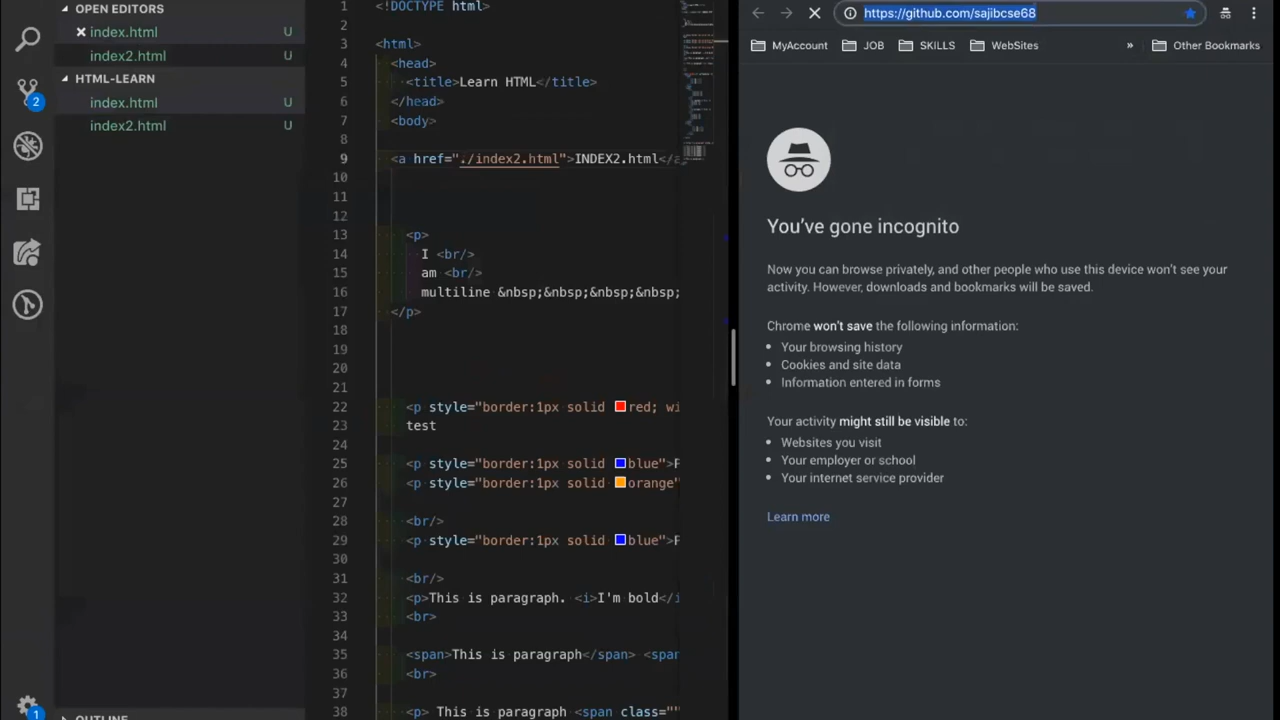 OPEN EDITORS
index.html U
index2.html U
HTML-LEARN
index.html U
index2.html U
2
1
OUTLINE
1 <!DOCTYPE html>
2
3 <html>
4 <head>
5 <title>Learn HTML</title>
6 </head>
7 <body>
8
9 <a href="./index2.html">INDEX2.html</a
10
11
12
13 <p>
14 I <br/>
15 am <br/>
16 multiline &nbsp;&nbsp;&nbsp;&nbsp;
17 </p>
18
19
20
21
22 <p style="border:1px solid red; wi
23 test
24
25 <p style="border:1px solid blue">P
26 <p style="border:1px solid orange"
27
28 <br/>
29 <p style="border:1px solid blue">P
30
31 <br/>
32 <p>This is paragraph. <i>I'm bold</i
33 <br>
34
35 <span>This is paragraph</span> <span
36 <br>
37
38 <p> This is paragraph <span class=""
https://github.com/sajibcse68
MyAccount JOB SKILLS WebSites » Other Bookmarks
You've gone incognito
Now you can browse privately, and other people who use this device won't see your
activity. However, downloads and bookmarks will be saved.
Chrome won't save the following information:
• Your browsing history
• Cookies and site data
• Information entered in forms
Your activity might still be visible to:
• Websites you visit
• Your employer or school
• Your internet service provider
Learn more